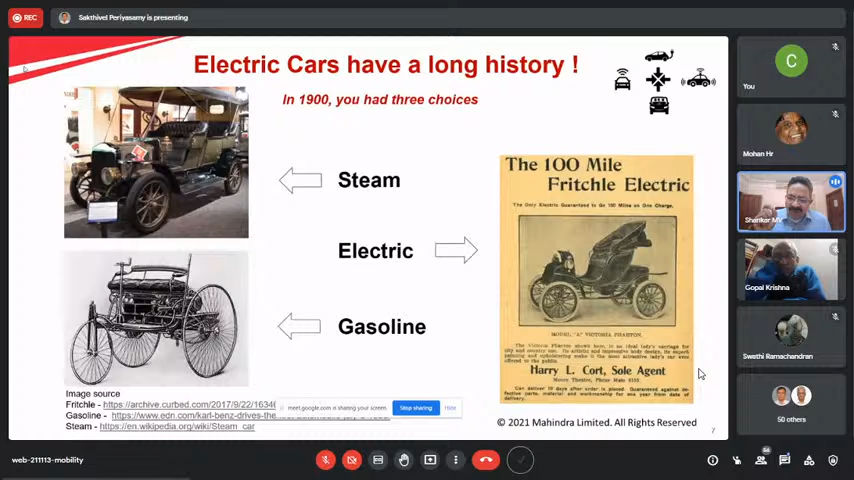 REC
Sakthivel Periyasamy is presenting
Electric Cars have a long history !
In 1900, you had three choices
Steam
Electric
Gasoline
The 100 Mile
Fritchle Electric
The Only Electric Guaranteed to Go 100 Miles on One Charge.
MODEL "A" VICTORIA PHAETON.
Harry L. Cort, Sole Agent
Image source
Fritchle - https://archive.curbed.com/2017/9/22/1634
Gasoline - https://www.edn.com/karl-benz-drives-the
Steam - https://en.wikipedia.org/wiki/Steam_car
meet.google.com is sharing your screen.
Stop sharing
Hide
© 2021 Mahindra Limited. All Rights Reserved
7
C
You
Mohan Hr
Shanker MV
Gopal Krishna
Swathi Ramachandran
50 others
web-211113-mobility
56